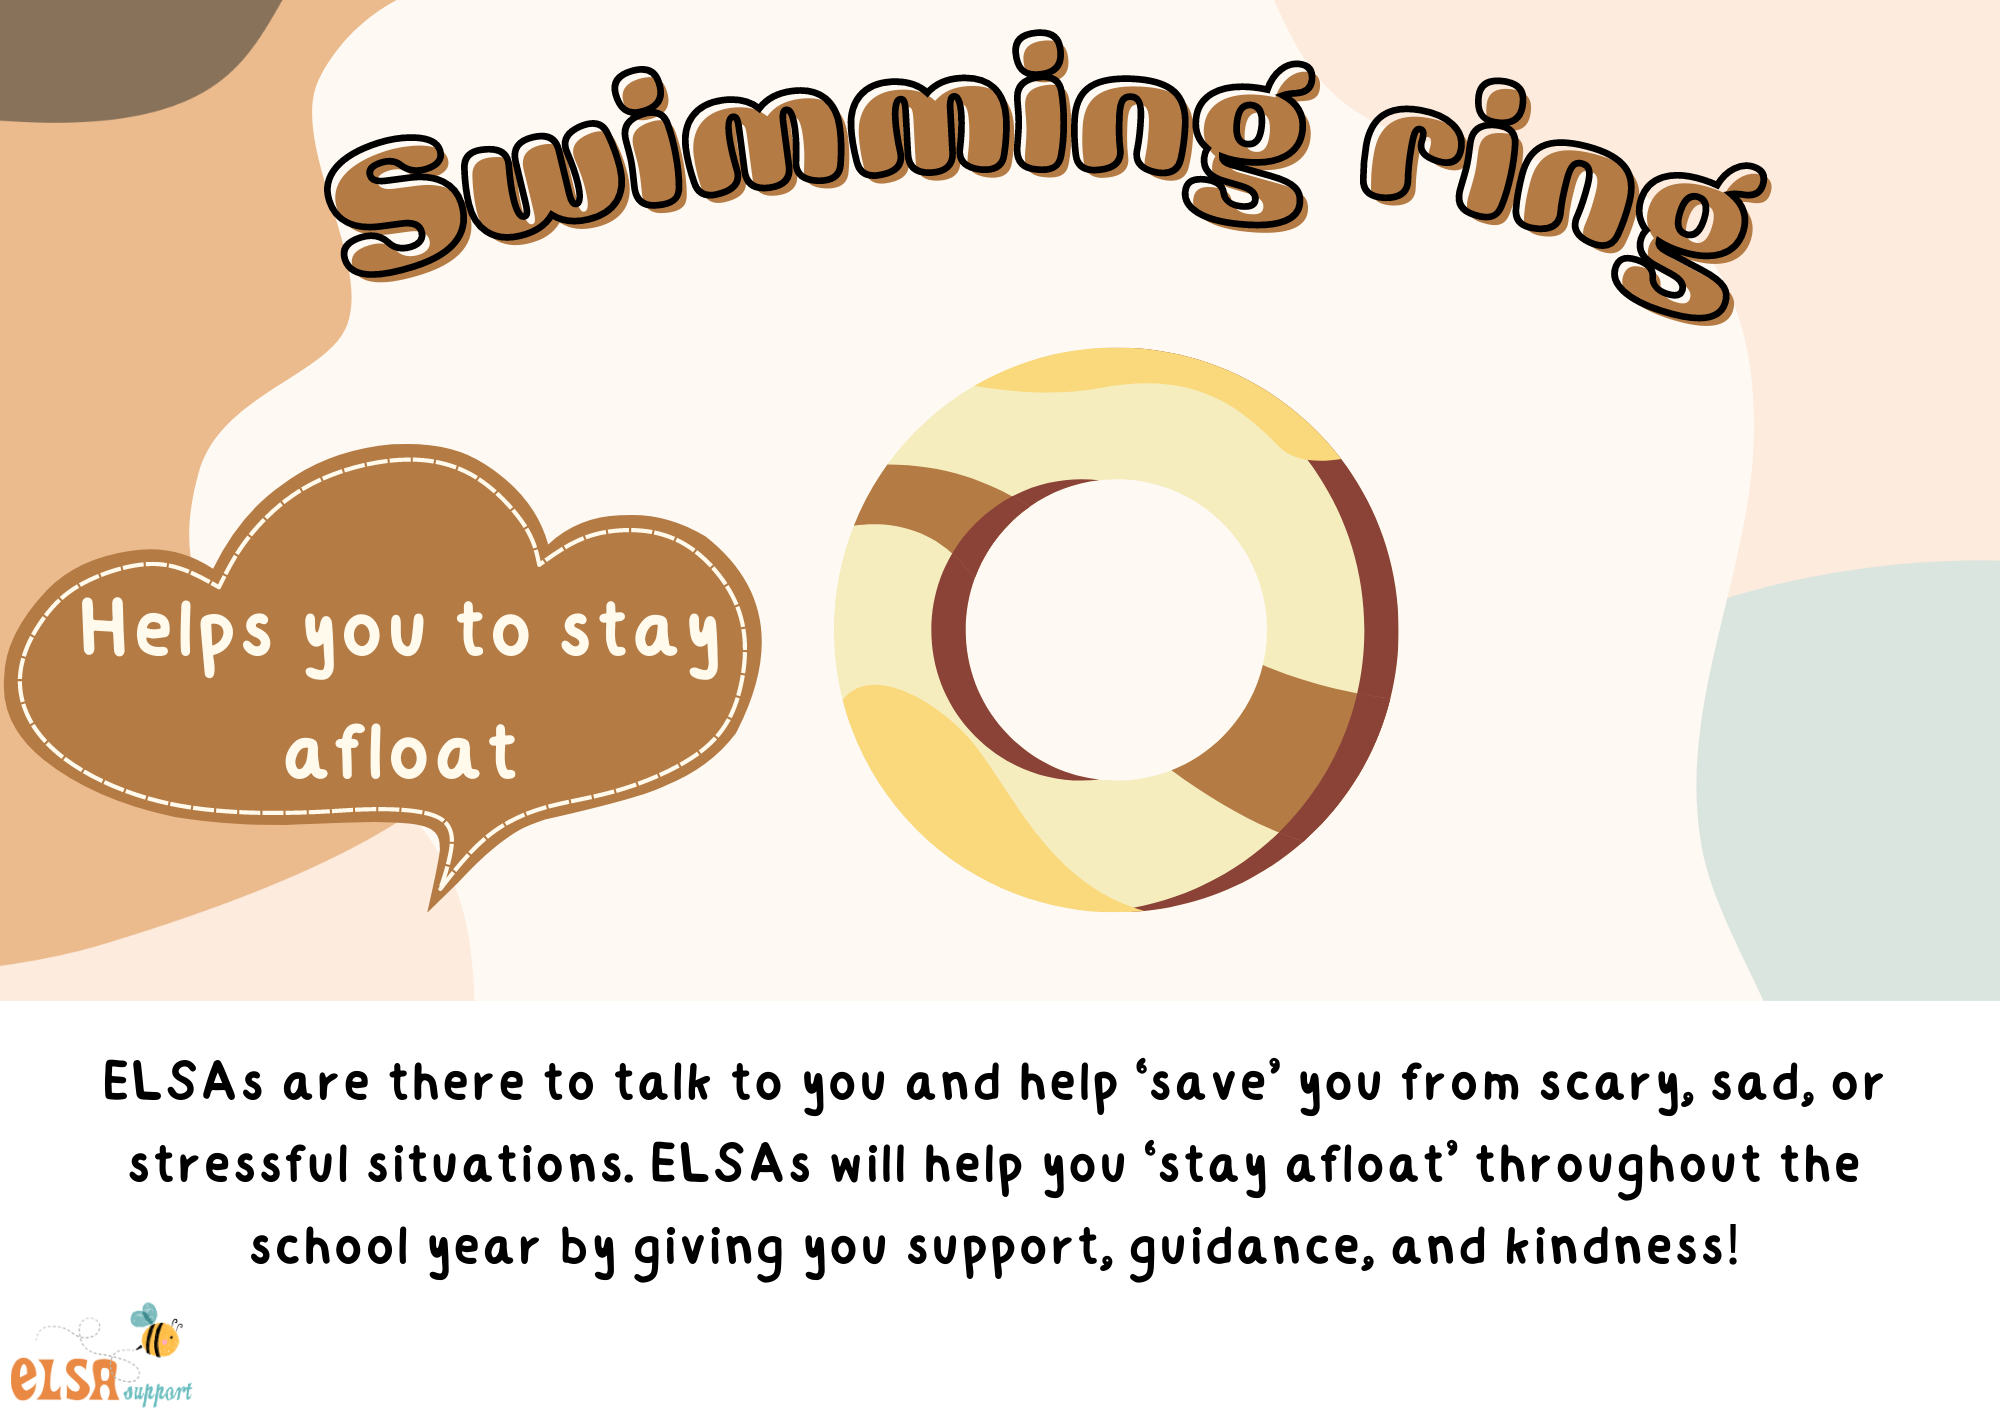 Swimming ring
Helps you to stay
afloat
ELSAs are there to talk to you and help ‘save’ you from scary, sad, or
stressful situations. ELSAs will help you ‘stay afloat’ throughout the
school year by giving you support, guidance, and kindness!
eLSA support